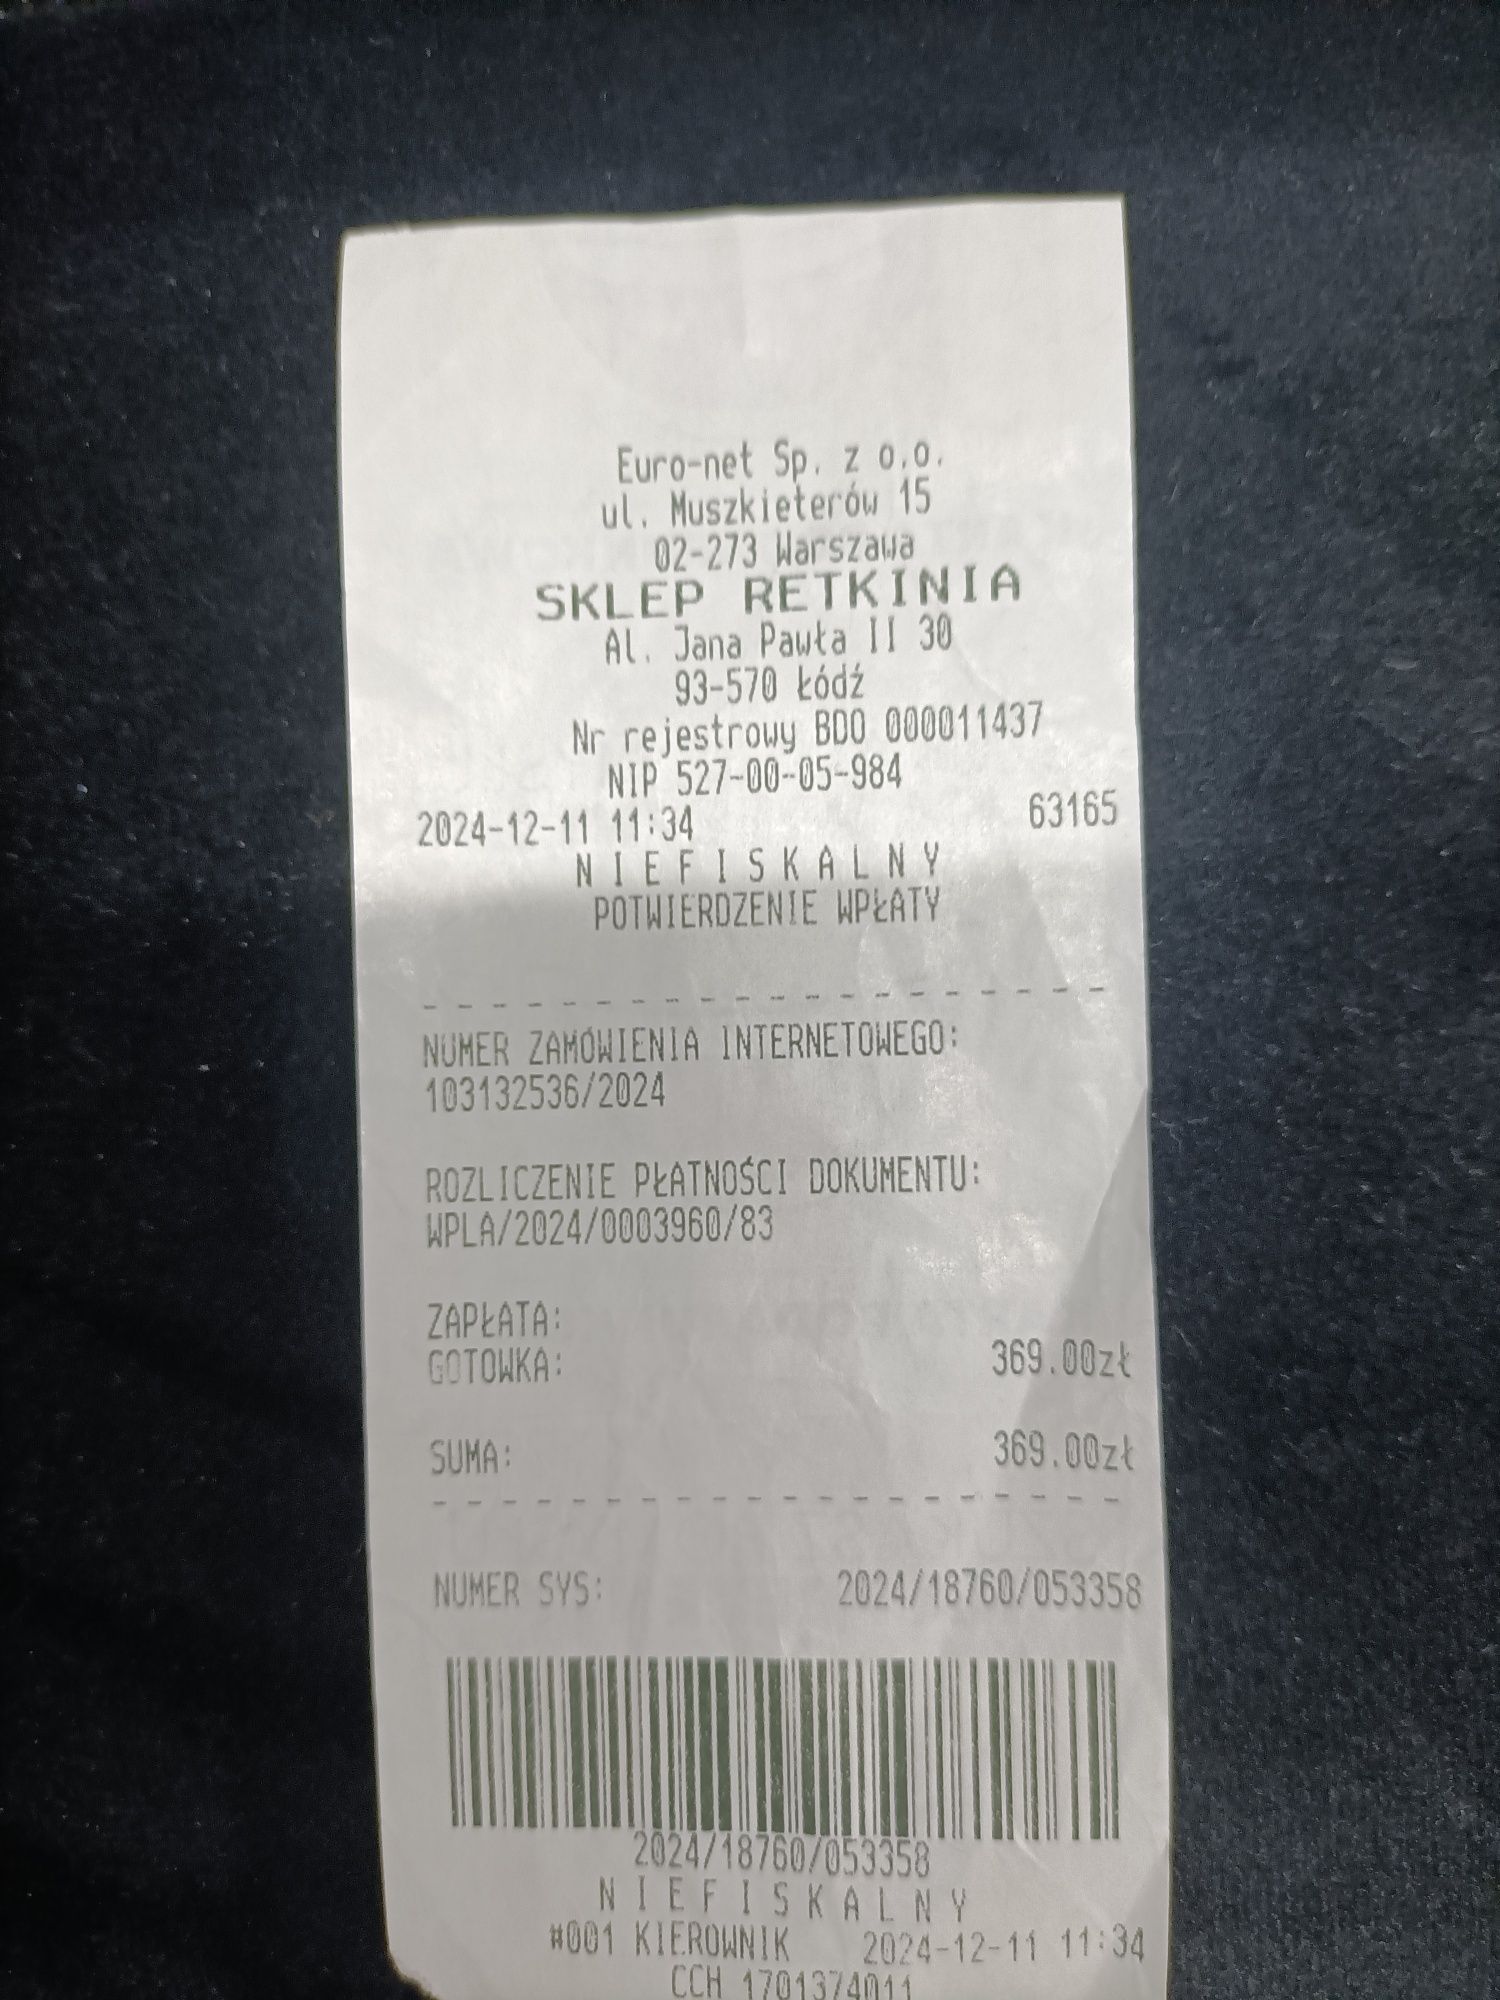 Euro-net Sp. z o.o.
ul. Muszkieterów 15
02-273 Warszawa
SKLEP RETKINIA
Al. Jana Pawła II 30
93-570 Łódź
Nr rejestrowy BDO 000011437
NIP 527-00-05-984
2024-12-11 11:34 63165
N I E F I S K A L N Y
POTWIERDZENIE WPŁATY
- - - - - - - - - - - - - - - - - - - -
NUMER ZAMÓWIENIA INTERNETOWEGO:
103132536/2024
ROZLICZENIE PŁATNOŚCI DOKUMENTU:
WPLA/2024/0003960/83
ZAPŁATA:
GOTOWKA: 369.00zł
SUMA: 369.00zł
- - - - - - - - - - - - - - - - - - - -
NUMER SYS: 2024/18760/053358
2024/18760/053358
N I E F I S K A L N Y
#001 KIEROWNIK 2024-12-11 11:34
CCH 1701374011